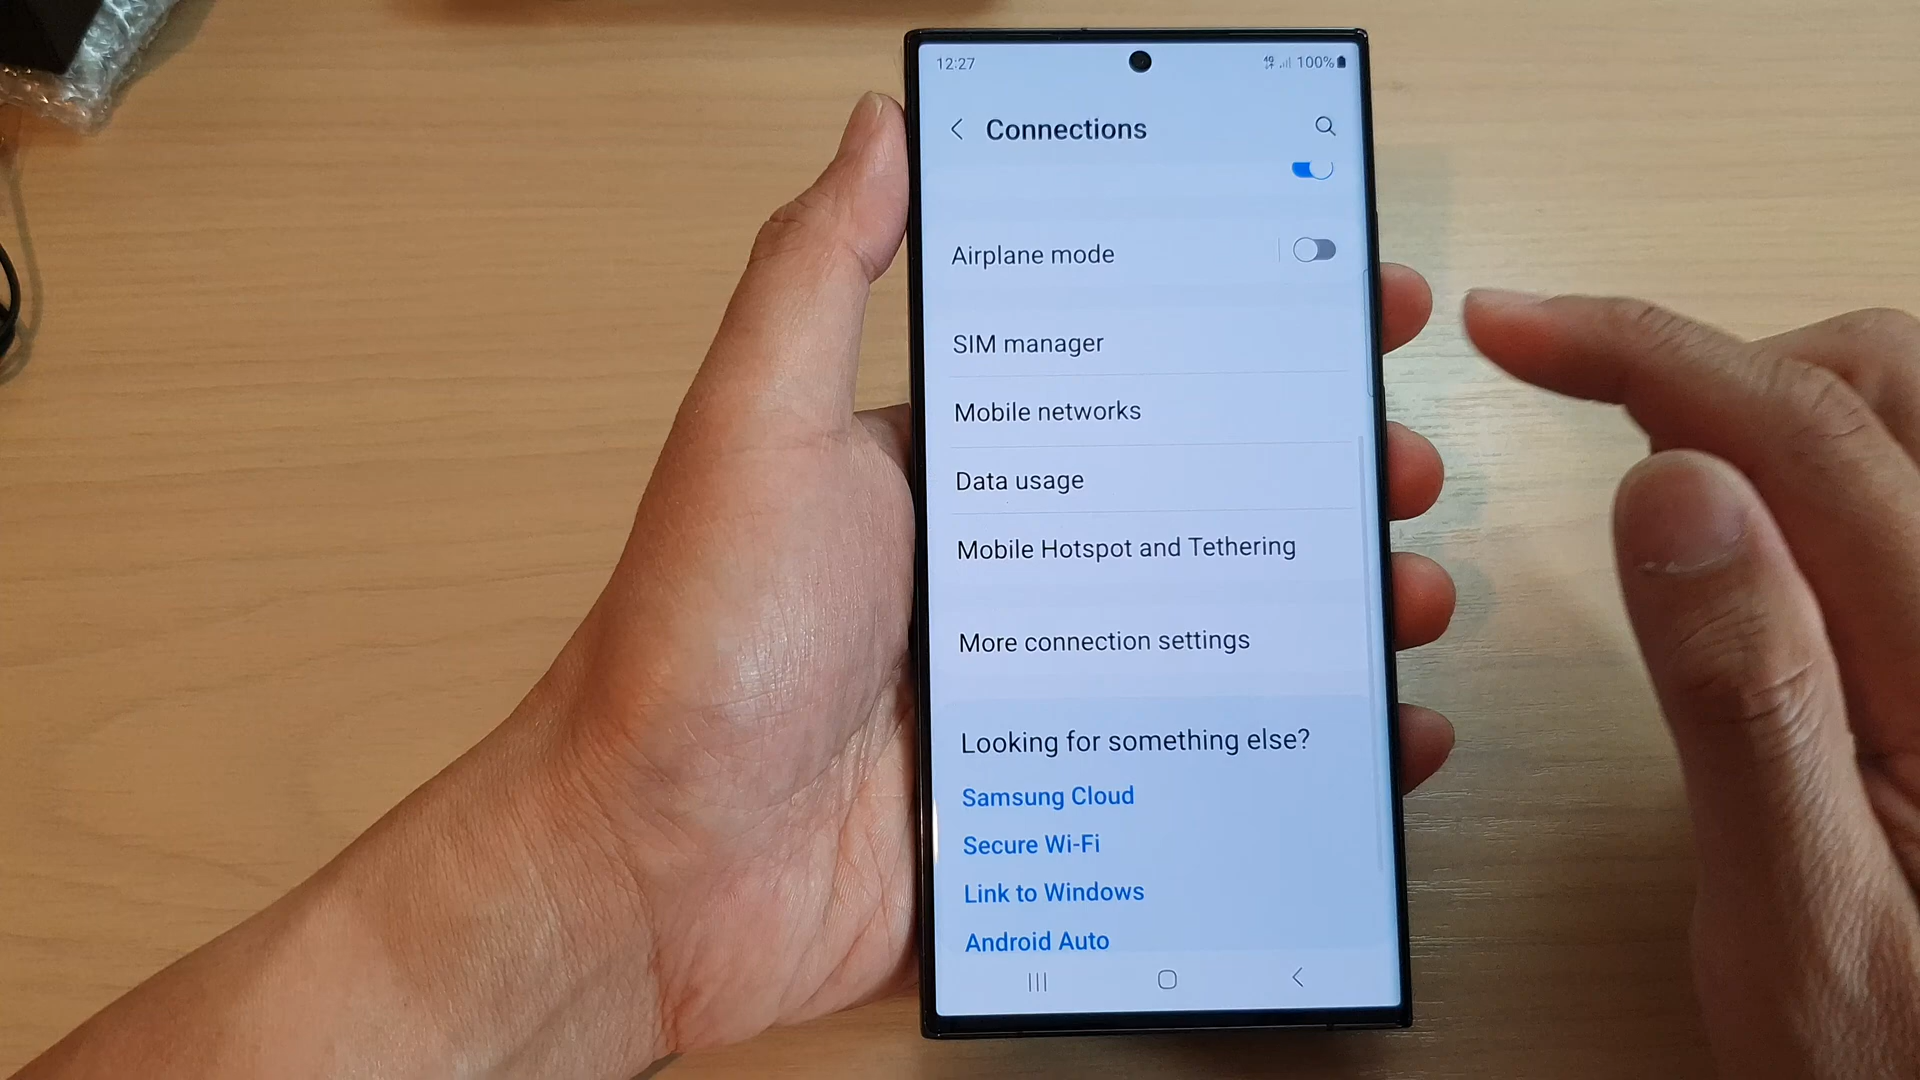 12:27
4G 100%
Connections
Airplane mode
SIM manager
Mobile networks
Data usage
Mobile Hotspot and Tethering
More connection settings
Looking for something else?
Samsung Cloud
Secure Wi-Fi
Link to Windows
Android Auto